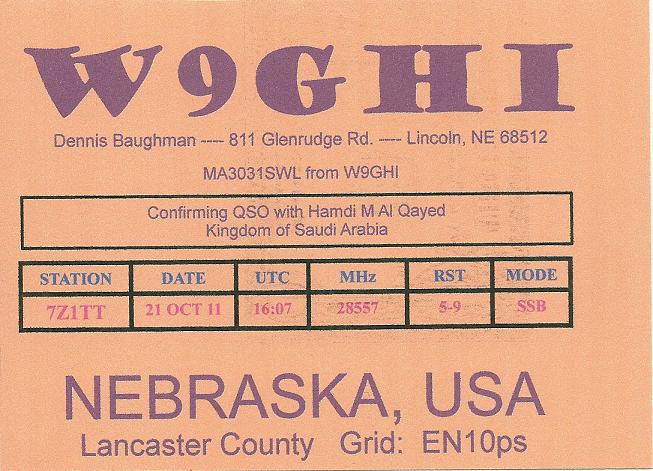 W9GHI
Dennis Baughman ---- 811 Glenrudge Rd. ---- Lincoln, NE 68512
MA3031SWL from W9GHI
Confirming QSO with Hamdi M Al Qayed
Kingdom of Saudi Arabia
STATION DATE UTC MHz RST MODE
7Z1TT 21 OCT 11 16:07 28557 5-9 SSB
NEBRASKA, USA
Lancaster County Grid: EN10ps